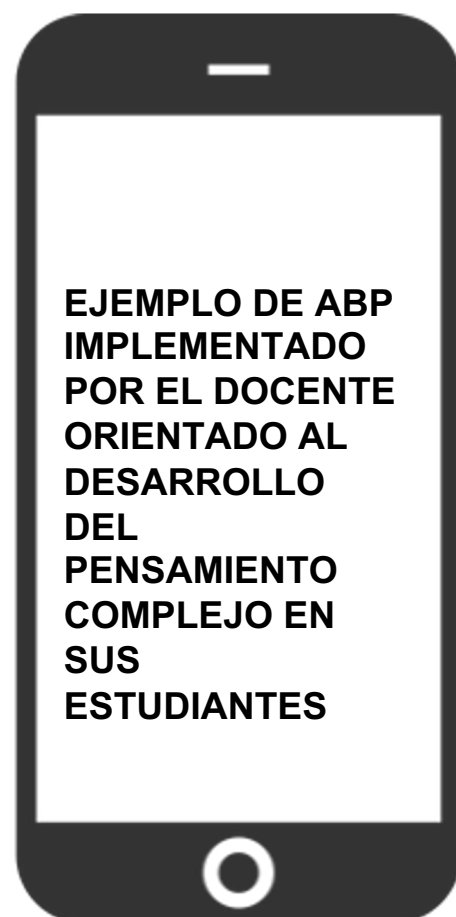 EJEMPLO DE ABP
IMPLEMENTADO
POR EL DOCENTE
ORIENTADO AL
DESARROLLO
DEL
PENSAMIENTO
COMPLEJO EN
SUS
ESTUDIANTES